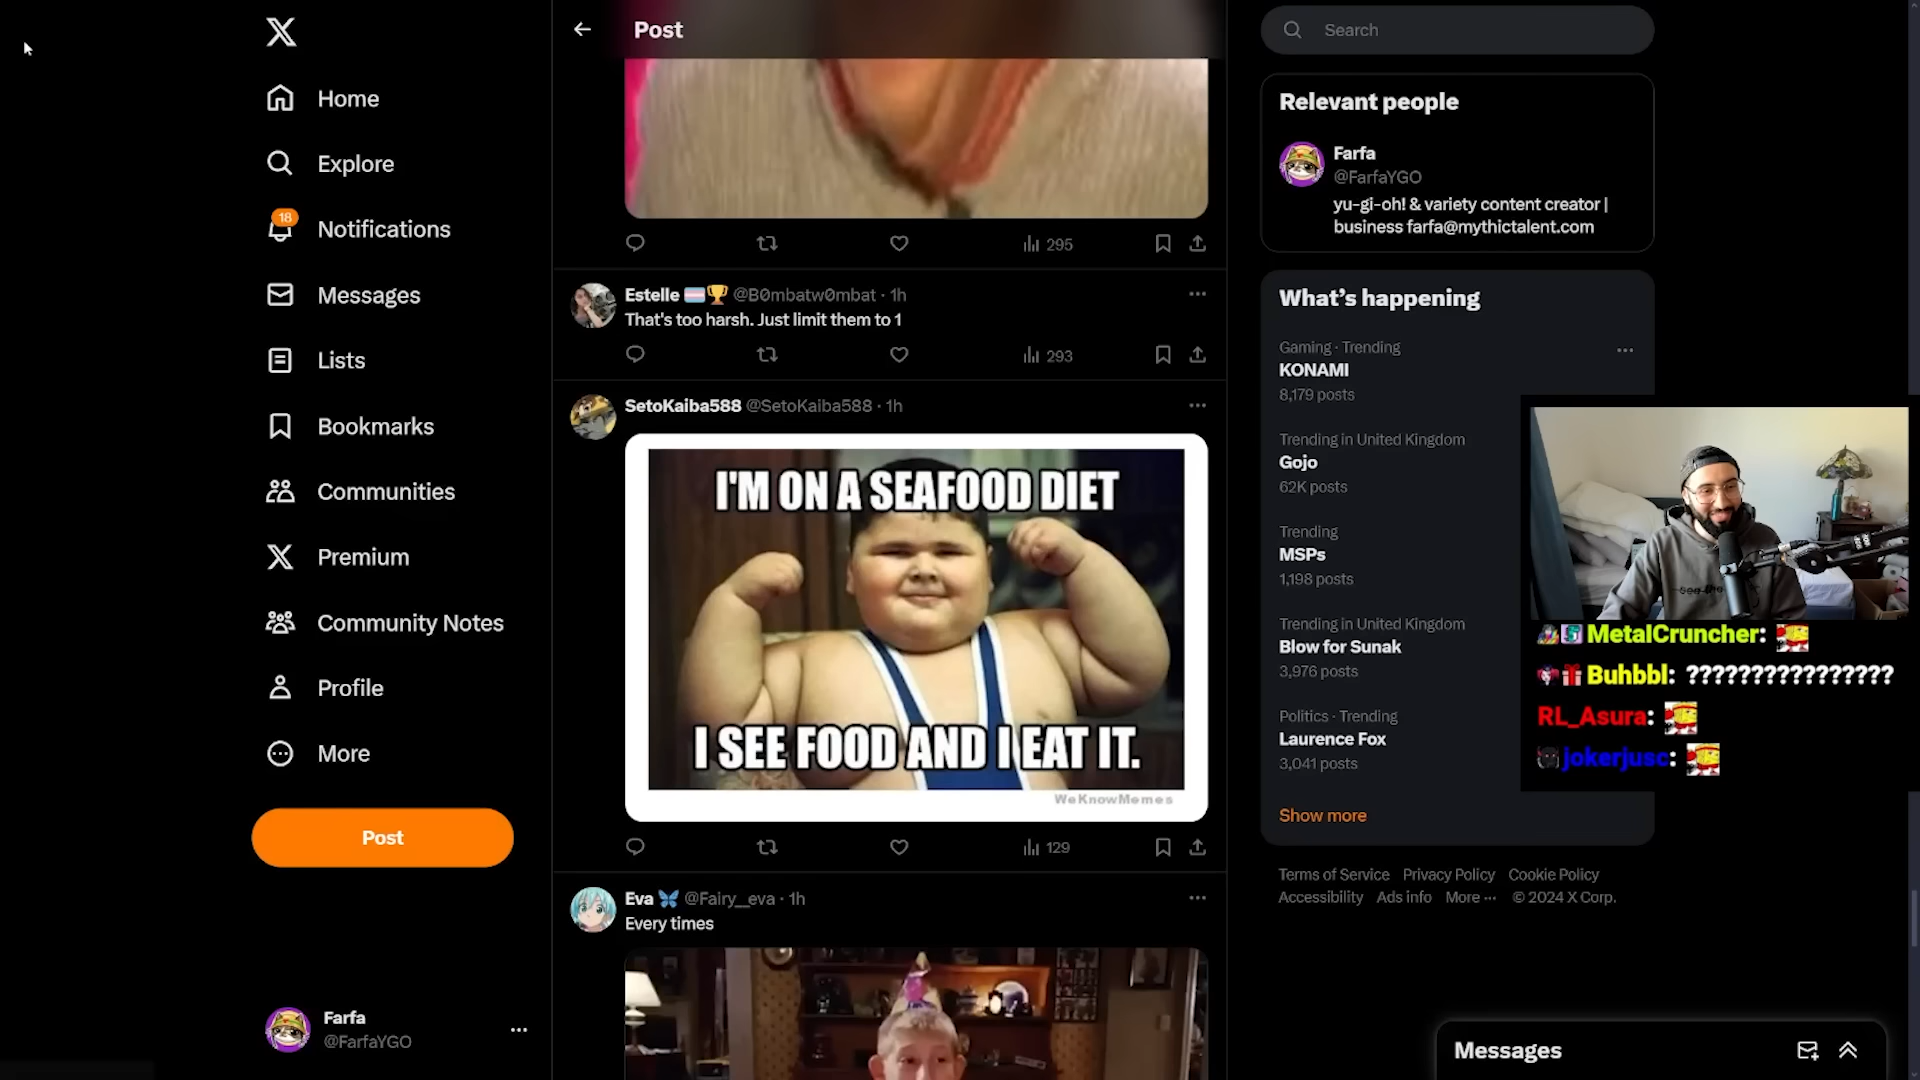 Home
Explore
18
Notifications
Messages
Lists
Bookmarks
Communities
Premium
Community Notes
Profile
More
Post
Farfa
@FarfaYGO
Post
295
Estelle @B0mbatw0mbat · 1h
That's too harsh. Just limit them to 1
293
SetoKaiba588 @SetoKaiba588 · 1h
I'M ON A SEAFOOD DIET
I SEE FOOD AND I EAT IT.
WeKnowMemes
129
Eva @Fairy__eva · 1h
Every times
Search
Relevant people
Farfa
@FarfaYGO
yu-gi-oh! & variety content creator |
business farfa@mythictalent.com
What's happening
Gaming · Trending
KONAMI
8,179 posts
Trending in United Kingdom
Gojo
62K posts
Trending
MSPs
1,198 posts
Trending in United Kingdom
Blow for Sunak
3,976 posts
Politics · Trending
Laurence Fox
3,041 posts
Show more
MetalCruncher:
Buhbbl: ????????????????
RL_Asura:
jokerjusc:
Terms of Service Privacy Policy Cookie Policy
Accessibility Ads info More ··· © 2024 X Corp.
Messages